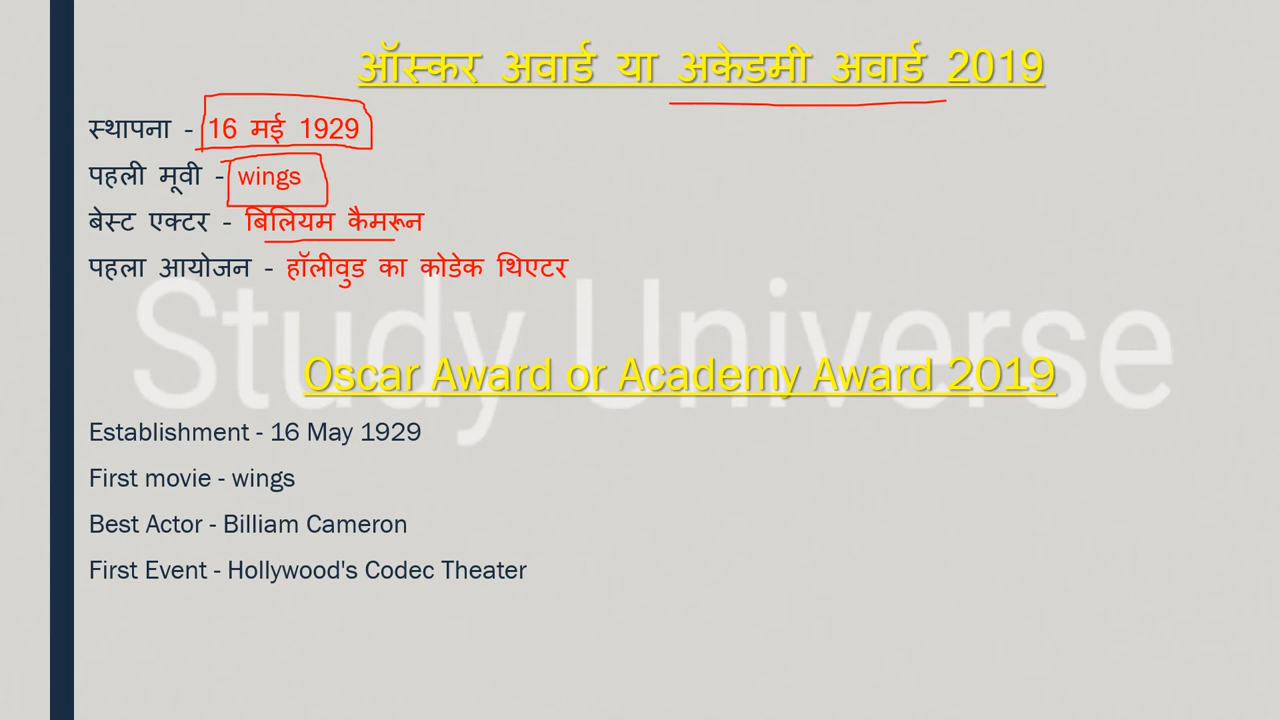 ऑस्कर अवार्ड या अकेडमी अवार्ड 2019
स्थापना - 16 मई 1929
पहली मूवी - wings
बेस्ट एक्टर - बिलियम कैमरून
पहला आयोजन - हॉलीवुड का कोडेक थिएटर
Study Universe
Oscar Award or Academy Award 2019
Establishment - 16 May 1929
First movie - wings
Best Actor - Billiam Cameron
First Event - Hollywood's Codec Theater